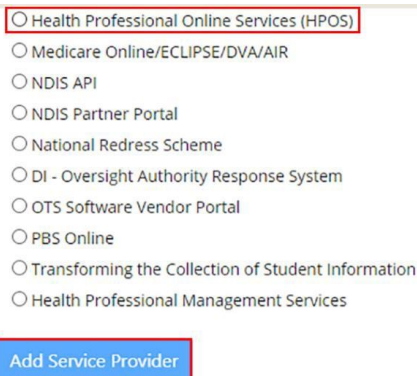 Health Professional Online Services (HPOS)
Medicare Online/ECLIPSE/DVA/AIR
NDIS API
NDIS Partner Portal
National Redress Scheme
DI - Oversight Authority Response System
OTS Software Vendor Portal
PBS Online
Transforming the Collection of Student Information
Health Professional Management Services
Add Service Provider